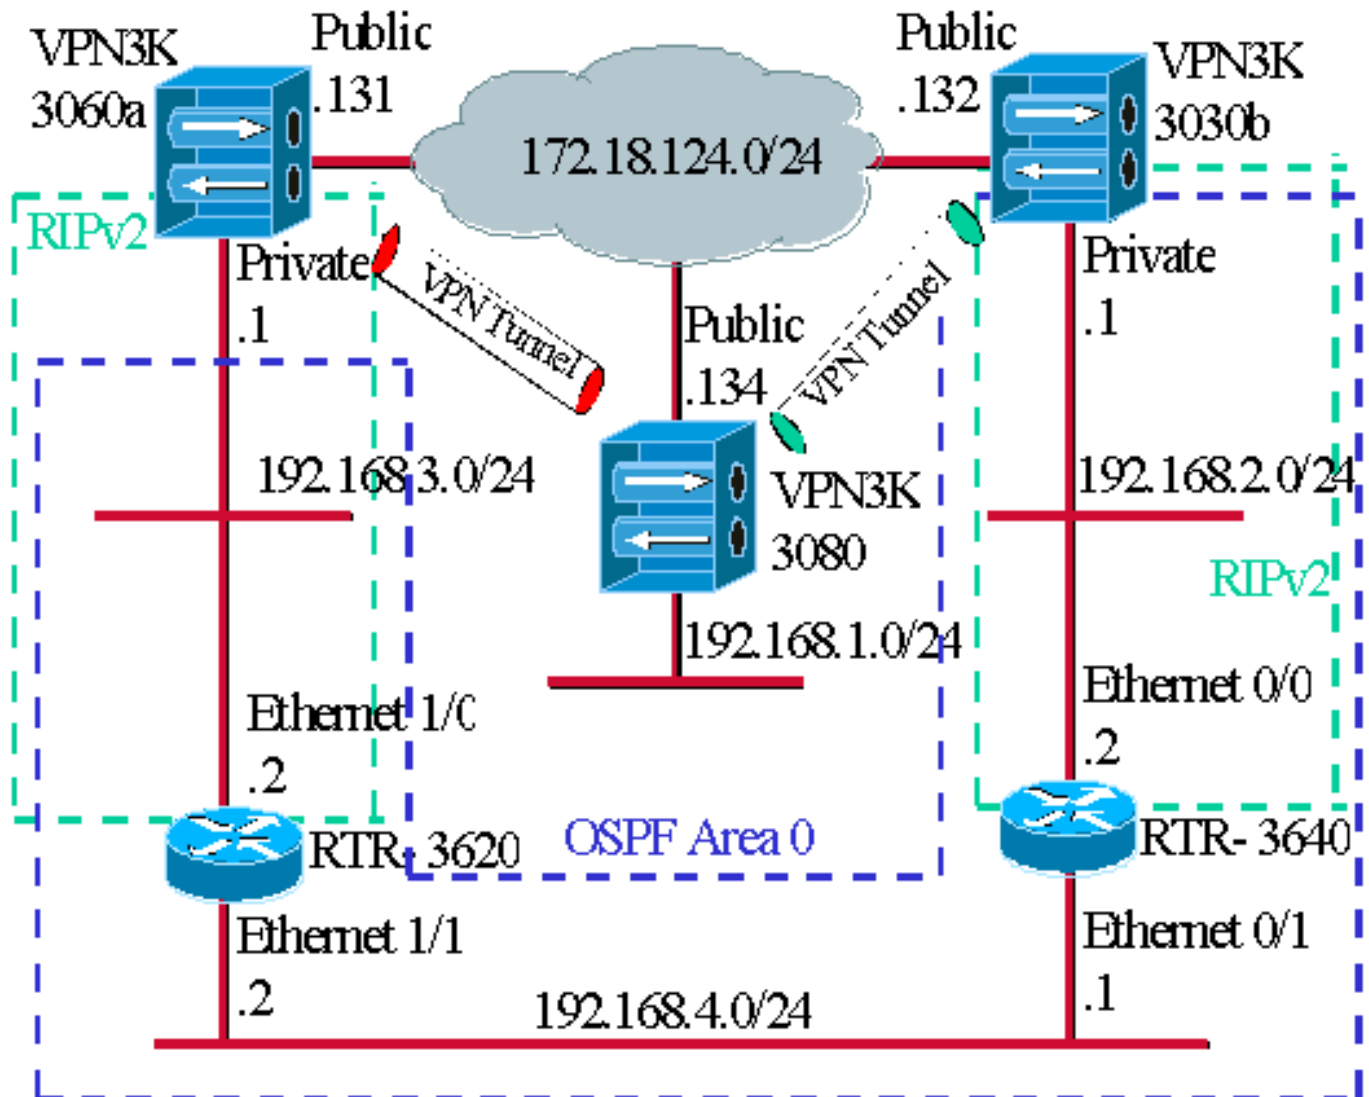 VPN3K
3060a
Public
.131
172.18.124.0/24
Public
.132
VPN3K
3030b
RIPv2
Private
.1
VPN Tunnel
Public
.134
VPN Tunnel
Private
.1
192.168.3.0/24
VPN3K
3080
192.168.2.0/24
RIPv2
192.168.1.0/24
Ethernet 1/0
.2
Ethernet 0/0
.2
RTR- 3620
OSPF Area 0
RTR- 3640
Ethernet 1/1
.2
192.168.4.0/24
Ethernet 0/1
.1